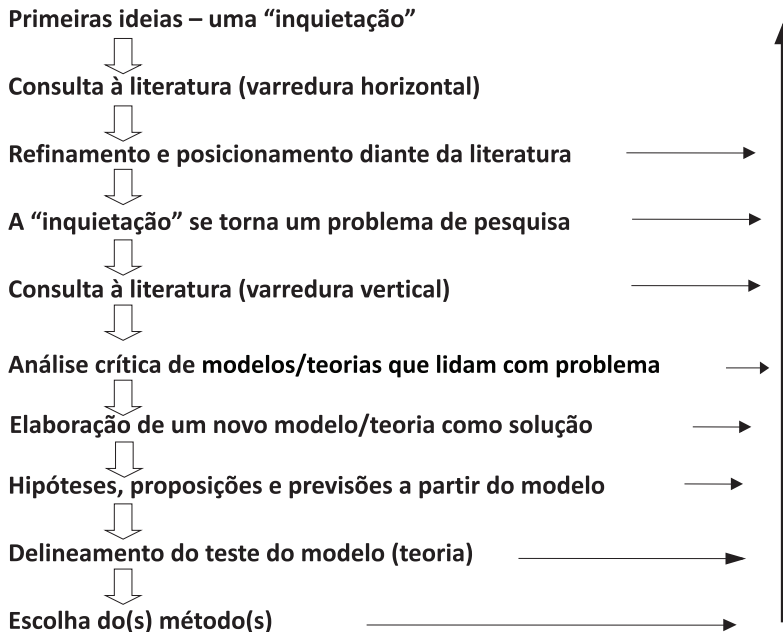 Primeiras ideias – uma “inquietação”
Consulta à literatura (varredura horizontal)
Refinamento e posicionamento diante da literatura
A “inquietação” se torna um problema de pesquisa
Consulta à literatura (varredura vertical)
Análise crítica de modelos/teorias que lidam com problema
Elaboração de um novo modelo/teoria como solução
Hipóteses, proposições e previsões a partir do modelo
Delineamento do teste do modelo (teoria)
Escolha do(s) método(s)